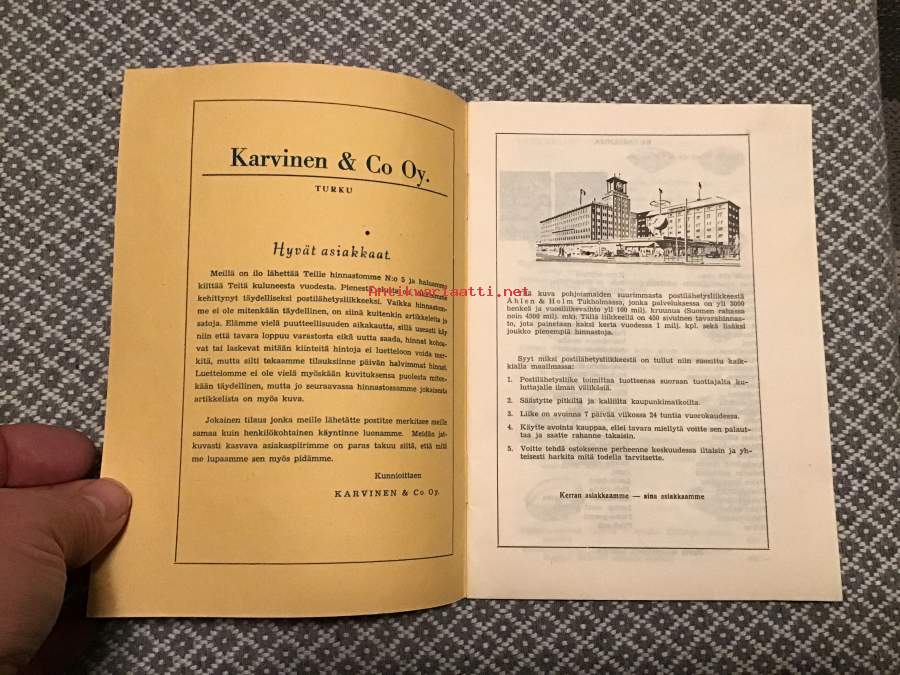 Karvinen & Co Oy.
TURKU
Hyvät asiakkaat.
Meillä on ilo lähettää Teille hinnastomme N:o 5 ja haluamme
kiittää Teitä kuluneesta vuodesta.
kehittynyt täydelliseksi postilähetysliikkeeksi. Vaikka hinnastom-
me ei ole mitenkään täydellinen, on siinä kuitenkin artikkeleita ja
satoja. Elämme vielä puutteellisuuden aikakautta, sillä useasti käy
niin että tavara loppuu varastosta eikä uutta saada, hinnat kohoa-
vat tai laskevat mitään kiinteitä hintoja ei luetteloon voida mer-
kitä, mutta silti takaamme tilauksiinne päivän halvimmat hinnat.
Luettelomme ei ole vielä myöskään kuvituksensa puolesta miten-
kään täydellinen, mutta jo seuraavassa hinnastossamme jokaisesta
artikkelista on myös kuva.
Jokainen tilaus jonka meille lähetätte postitse merkitsee meille
samaa kuin henkilökohtainen käyntinne luonamme. Meidän jat-
kuvasti kasvava asiakaspiirimme on paras takuu siitä, että mitä
me lupaamme sen myös pidämme.
Kunnioittaen
KARVINEN & Co Oy.
Antikvariaatti.net
kuva pohjoismaiden suurimmasta postilähetysliikkeestä
Åhlen & Holm Tukholmassa, jonka palveluksessa on yli 3000
henkeä ja vuosiliikevaihto yli 100 milj. kruunua (Suomen rahassa
noin 4500 milj. mk). Tällä liikkeellä on 450 sivuinen tavarahinnas-
to, jota painetaan kaksi kertaa vuodessa 1 milj. kpl. sekä lisäksi
joukko pienempiä hinnastoja.
Syyt miksi postilähetysliikkeestä on tullut niin suosittu kaik-
kialla maailmassa:
1. Postilähetysliike toimittaa tuotteensa suoraan tuottajalta ku-
luttajalle ilman välikäsiä.
2. Säästytte pitkiltä ja kalliilta kaupunkimatkoilta.
3. Liike on avoinna 7 päivää viikossa 24 tuntia vuorokaudessa.
4. Käytte avointa kauppaa, ellei tavara miellytä voitte sen palaut-
taa ja saatte rahanne takaisin.
5. Voitte tehdä ostoksenne perheenne keskuudessa iltaisin ja yh-
teisesti harkita mitä todella tarvitsette.
Kerran asiakkaamme — aina asiakkaamme